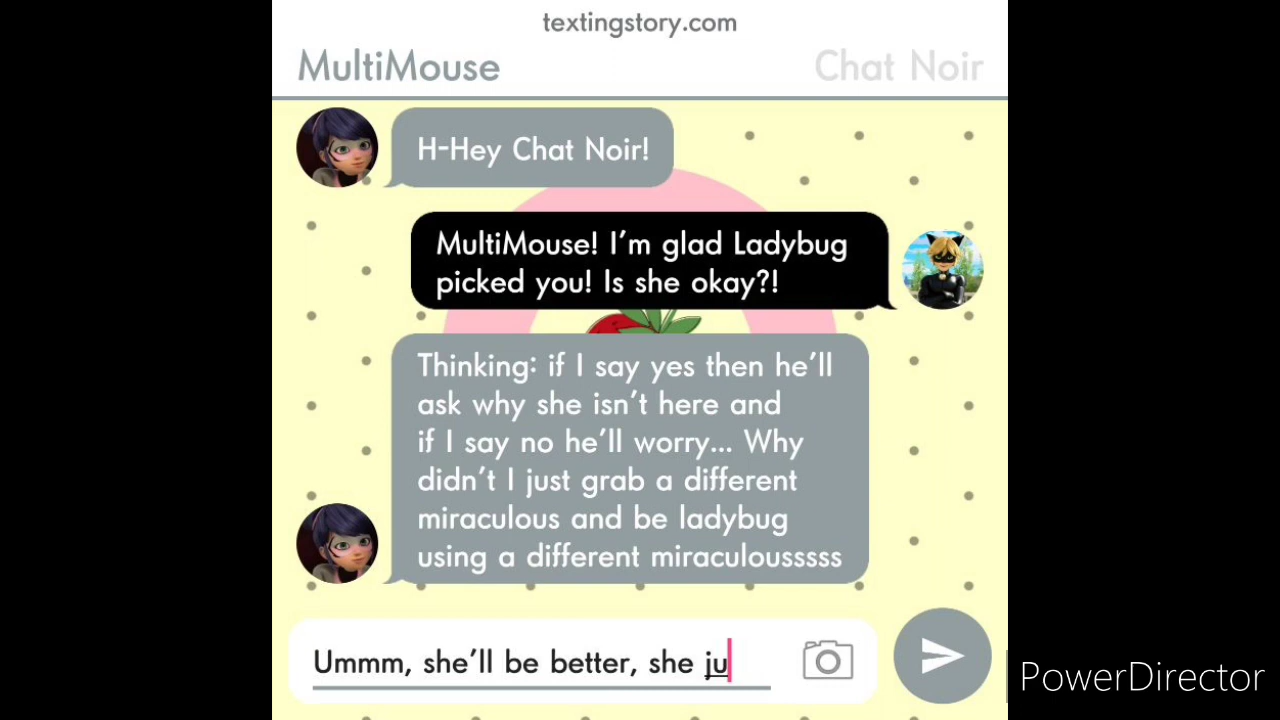 textingstory.com
MultiMouse
Chat Noir
H-Hey Chat Noir!
MultiMouse! I'm glad Ladybug
picked you! Is she okay?!
Thinking: if I say yes then he'll
ask why she isn't here and
if I say no he'll worry... Why
didn't I just grab a different
miraculous and be ladybug
using a different miraculousssss
Ummm, she'll be better, she ju
PowerDirector